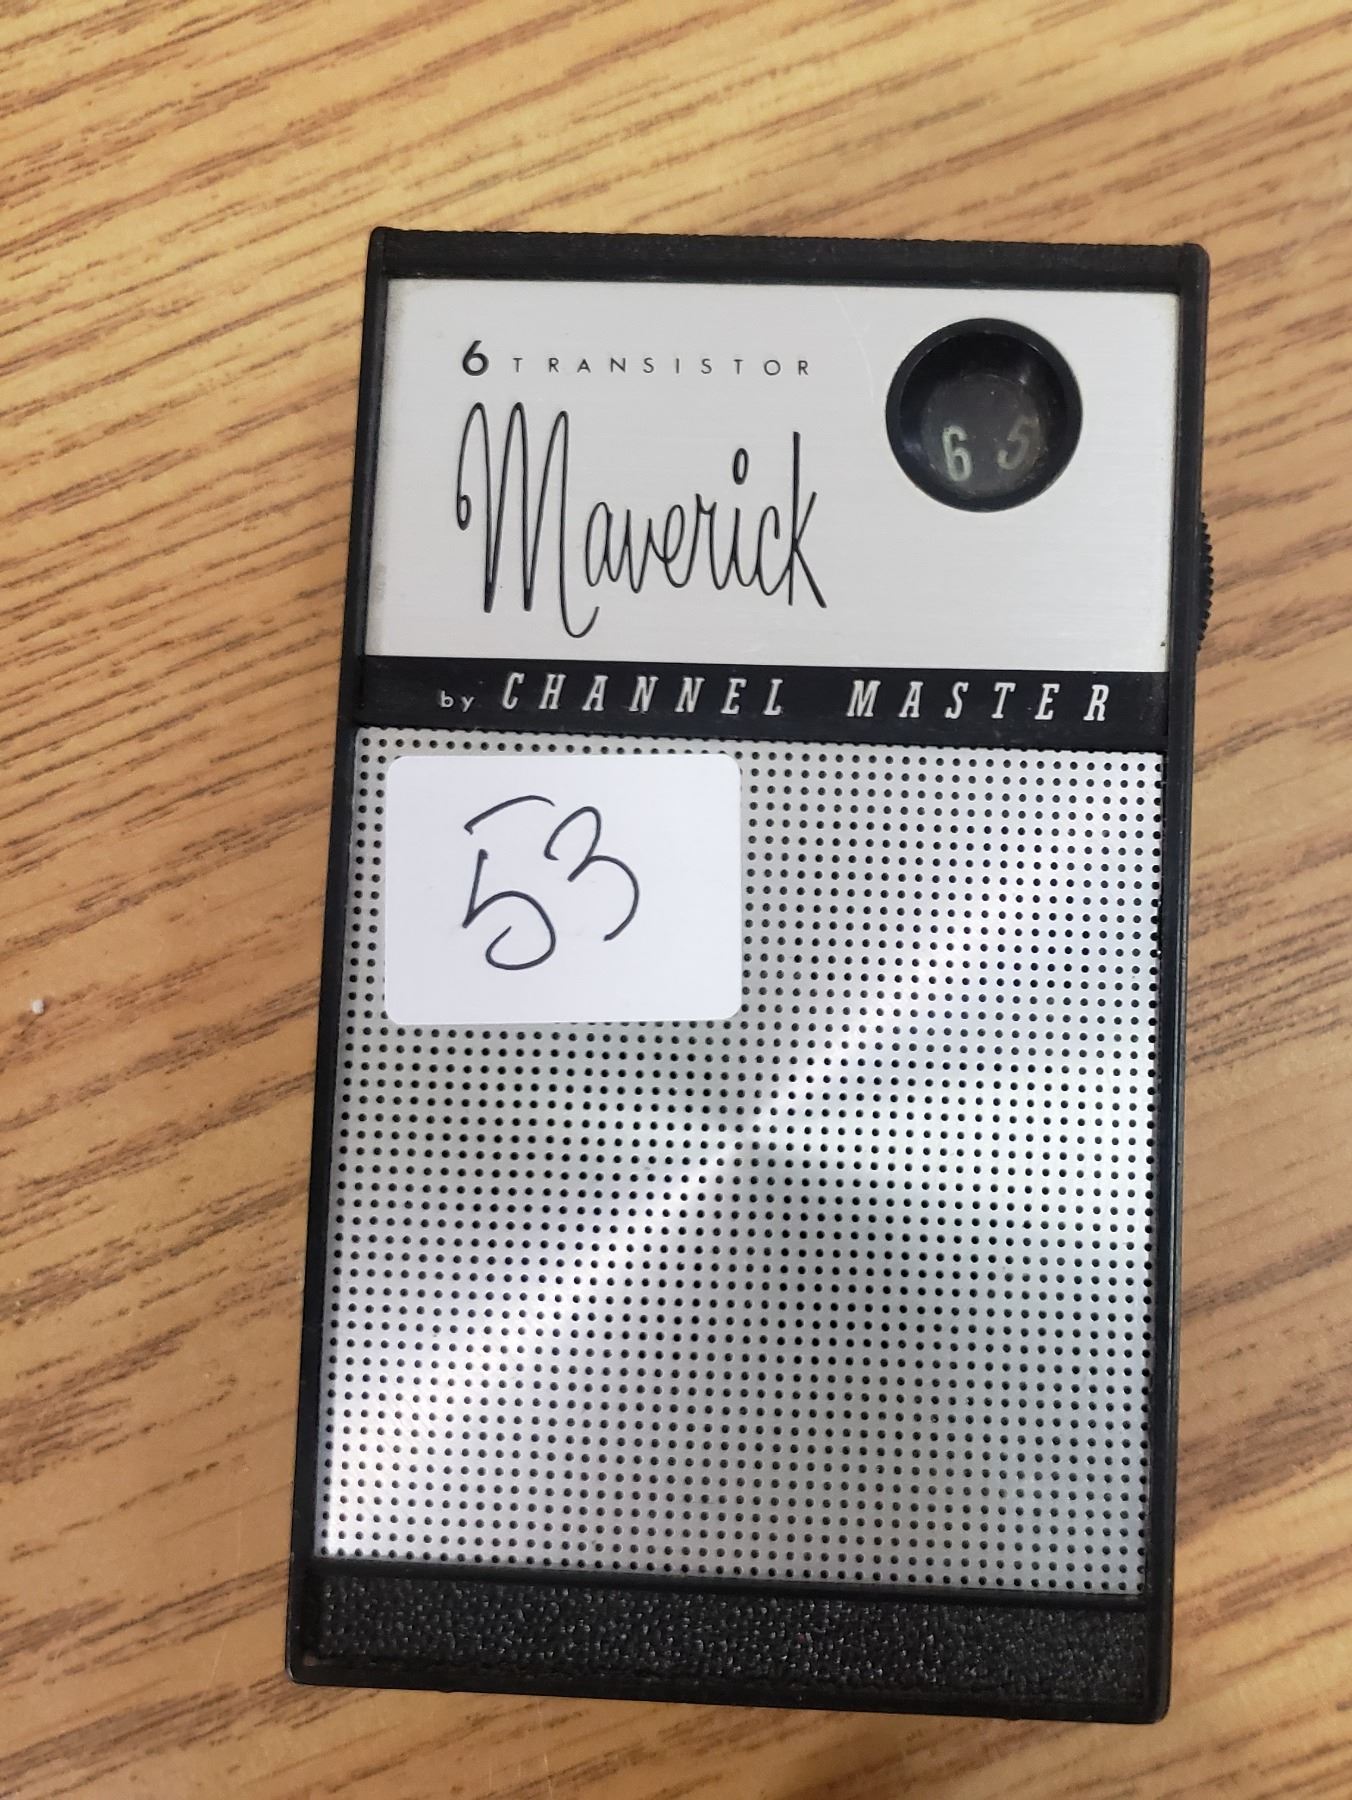 6 TRANSISTOR
6 5
Maverick
by CHANNEL MASTER
53